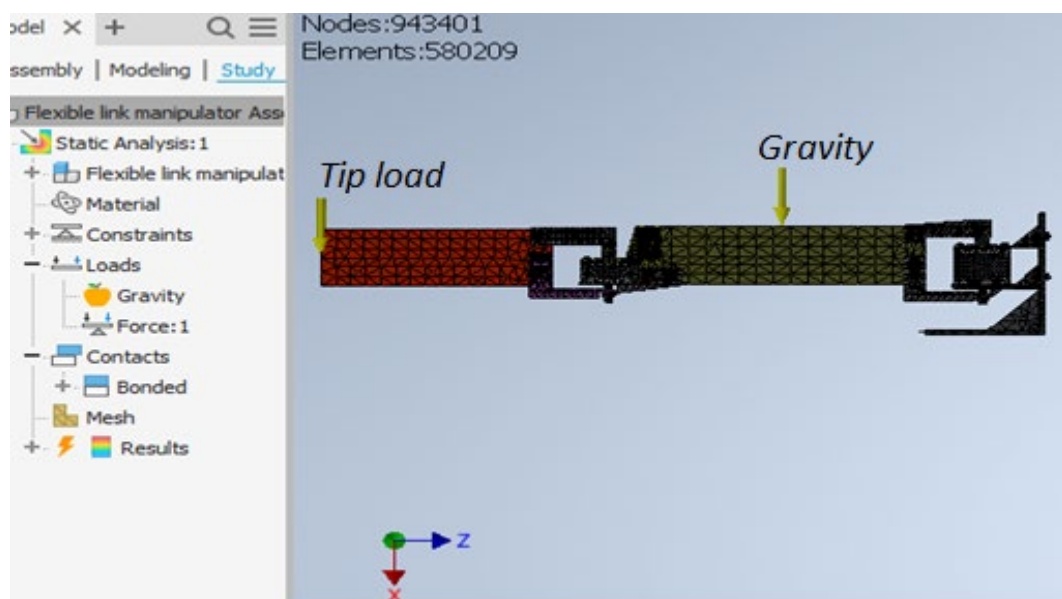 odel × +
Nodes:943401
Elements:580209
ssembly | Modeling | Study
Flexible link manipulator Ass
Static Analysis:1
Flexible link manipulat
Material
Constraints
Loads
Gravity
Force:1
Contacts
Bonded
Mesh
Results
Tip load
Gravity
Z
X